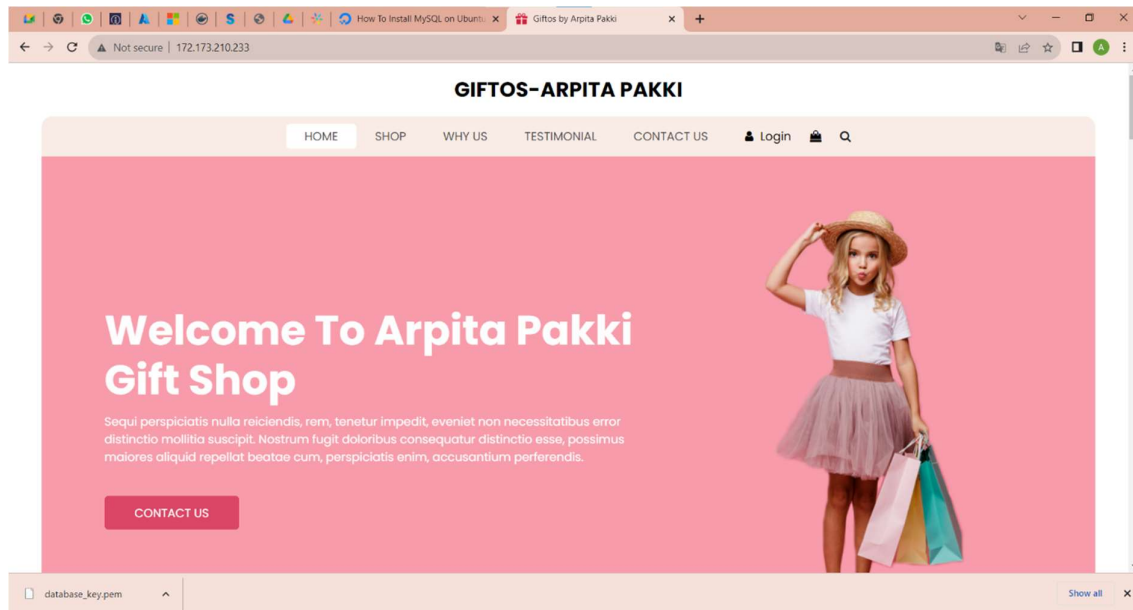 How To Install MySQL on Ubuntu
Giftos by Arpita Pakki
Not secure | 172.173.210.233
GIFTOS-ARPITA PAKKI
HOME SHOP WHY US TESTIMONIAL CONTACT US Login
Welcome To Arpita Pakki
Gift Shop
Sequi perspiciatis nulla reiciendis, rem, tenetur impedit, eveniet non necessitatibus error
distinctio mollitia suscipit. Nostrum fugit doloribus consequatur distinctio esse, possimus
maiores aliquid repellat beatae cum, perspiciatis enim, accusantium perferendis.
CONTACT US
database_key.pem
Show all